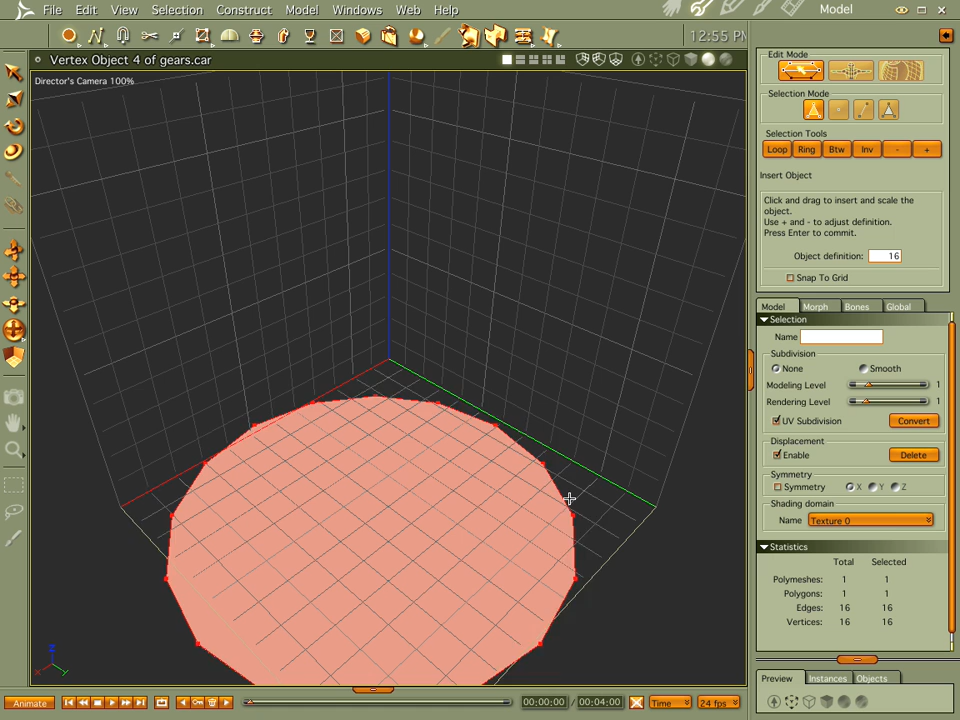 File Edit View Selection Construct Model Windows Web Help Model
12:55 PM
Vertex Object 4 of gears.car
Director's Camera 100%
Edit Mode
Selection Mode
Selection Tools
Loop Ring Btw Inv - +
Insert Object
Click and drag to insert and scale the
object.
Use + and - to adjust definition.
Press Enter to commit.
Object definition: 16
Snap To Grid
Model Morph Bones Global
Selection
Name
Subdivision
None Smooth
Modeling Level 1
Rendering Level 1
UV Subdivision Convert
Displacement
Enable Delete
Symmetry
Symmetry X Y Z
Shading domain
Name Texture 0
Statistics
Total Selected
Polymeshes: 1 1
Polygons: 1 1
Edges: 16 16
Vertices: 16 16
Preview Instances Objects
Animate 00:00:00 / 00:04:00 Time 24 fps